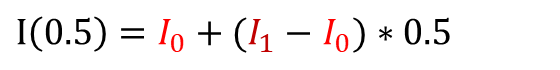 I(0.5) = I₀ + (I₁ − I₀) ∗ 0.5